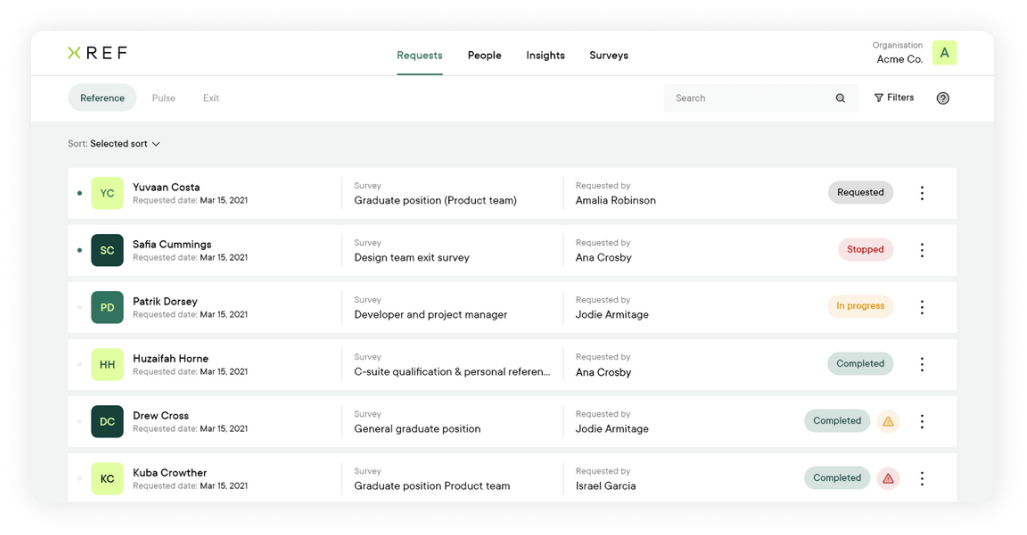 XREF
Requests People Insights Surveys
Organisation
Acme Co.
A
Reference Pulse Exit
Search
Filters
?
Sort: Selected sort
YC
Yuvaan Costa
Requested date: Mar 15, 2021
Survey
Graduate position (Product team)
Requested by
Amalia Robinson
Requested
SC
Safia Cummings
Requested date: Mar 15, 2021
Survey
Design team exit survey
Requested by
Ana Crosby
Stopped
PD
Patrik Dorsey
Requested date: Mar 15, 2021
Survey
Developer and project manager
Requested by
Jodie Armitage
In progress
HH
Huzaifah Horne
Requested date: Mar 15, 2021
Survey
C-suite qualification & personal referen...
Requested by
Ana Crosby
Completed
DC
Drew Cross
Requested date: Mar 15, 2021
Survey
General graduate position
Requested by
Jodie Armitage
Completed
KC
Kuba Crowther
Requested date: Mar 15, 2021
Survey
Graduate position Product team
Requested by
Israel Garcia
Completed